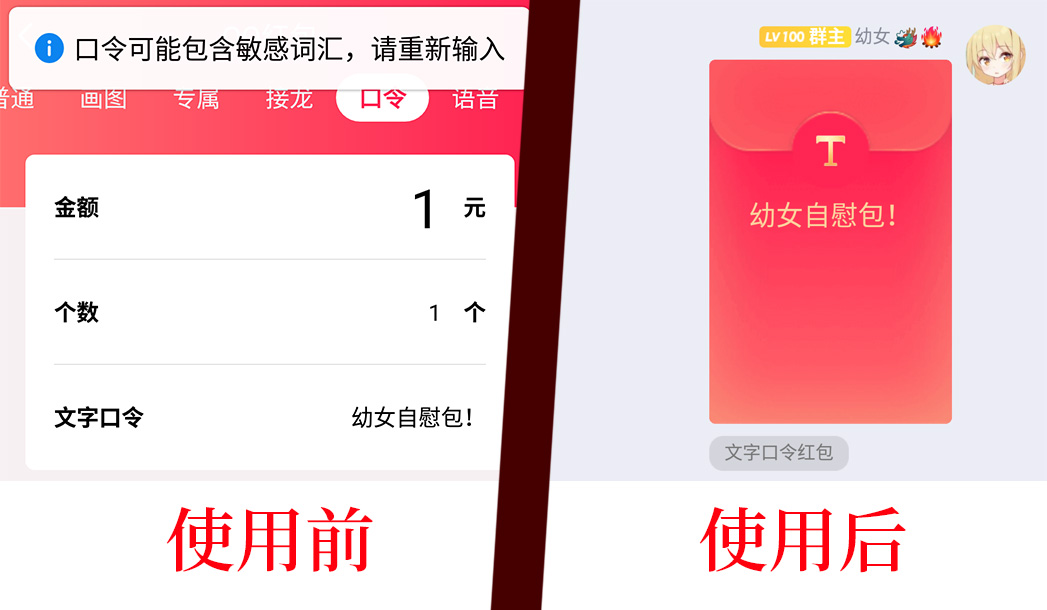 口令可能包含敏感词汇，请重新输入
普通 画图 专属 接龙 口令 语音
金额 1 元
个数 1 个
文字口令 幼女自慰包！
使用前
LV100 群主 幼女
T
幼女自慰包！
文字口令红包
使用后